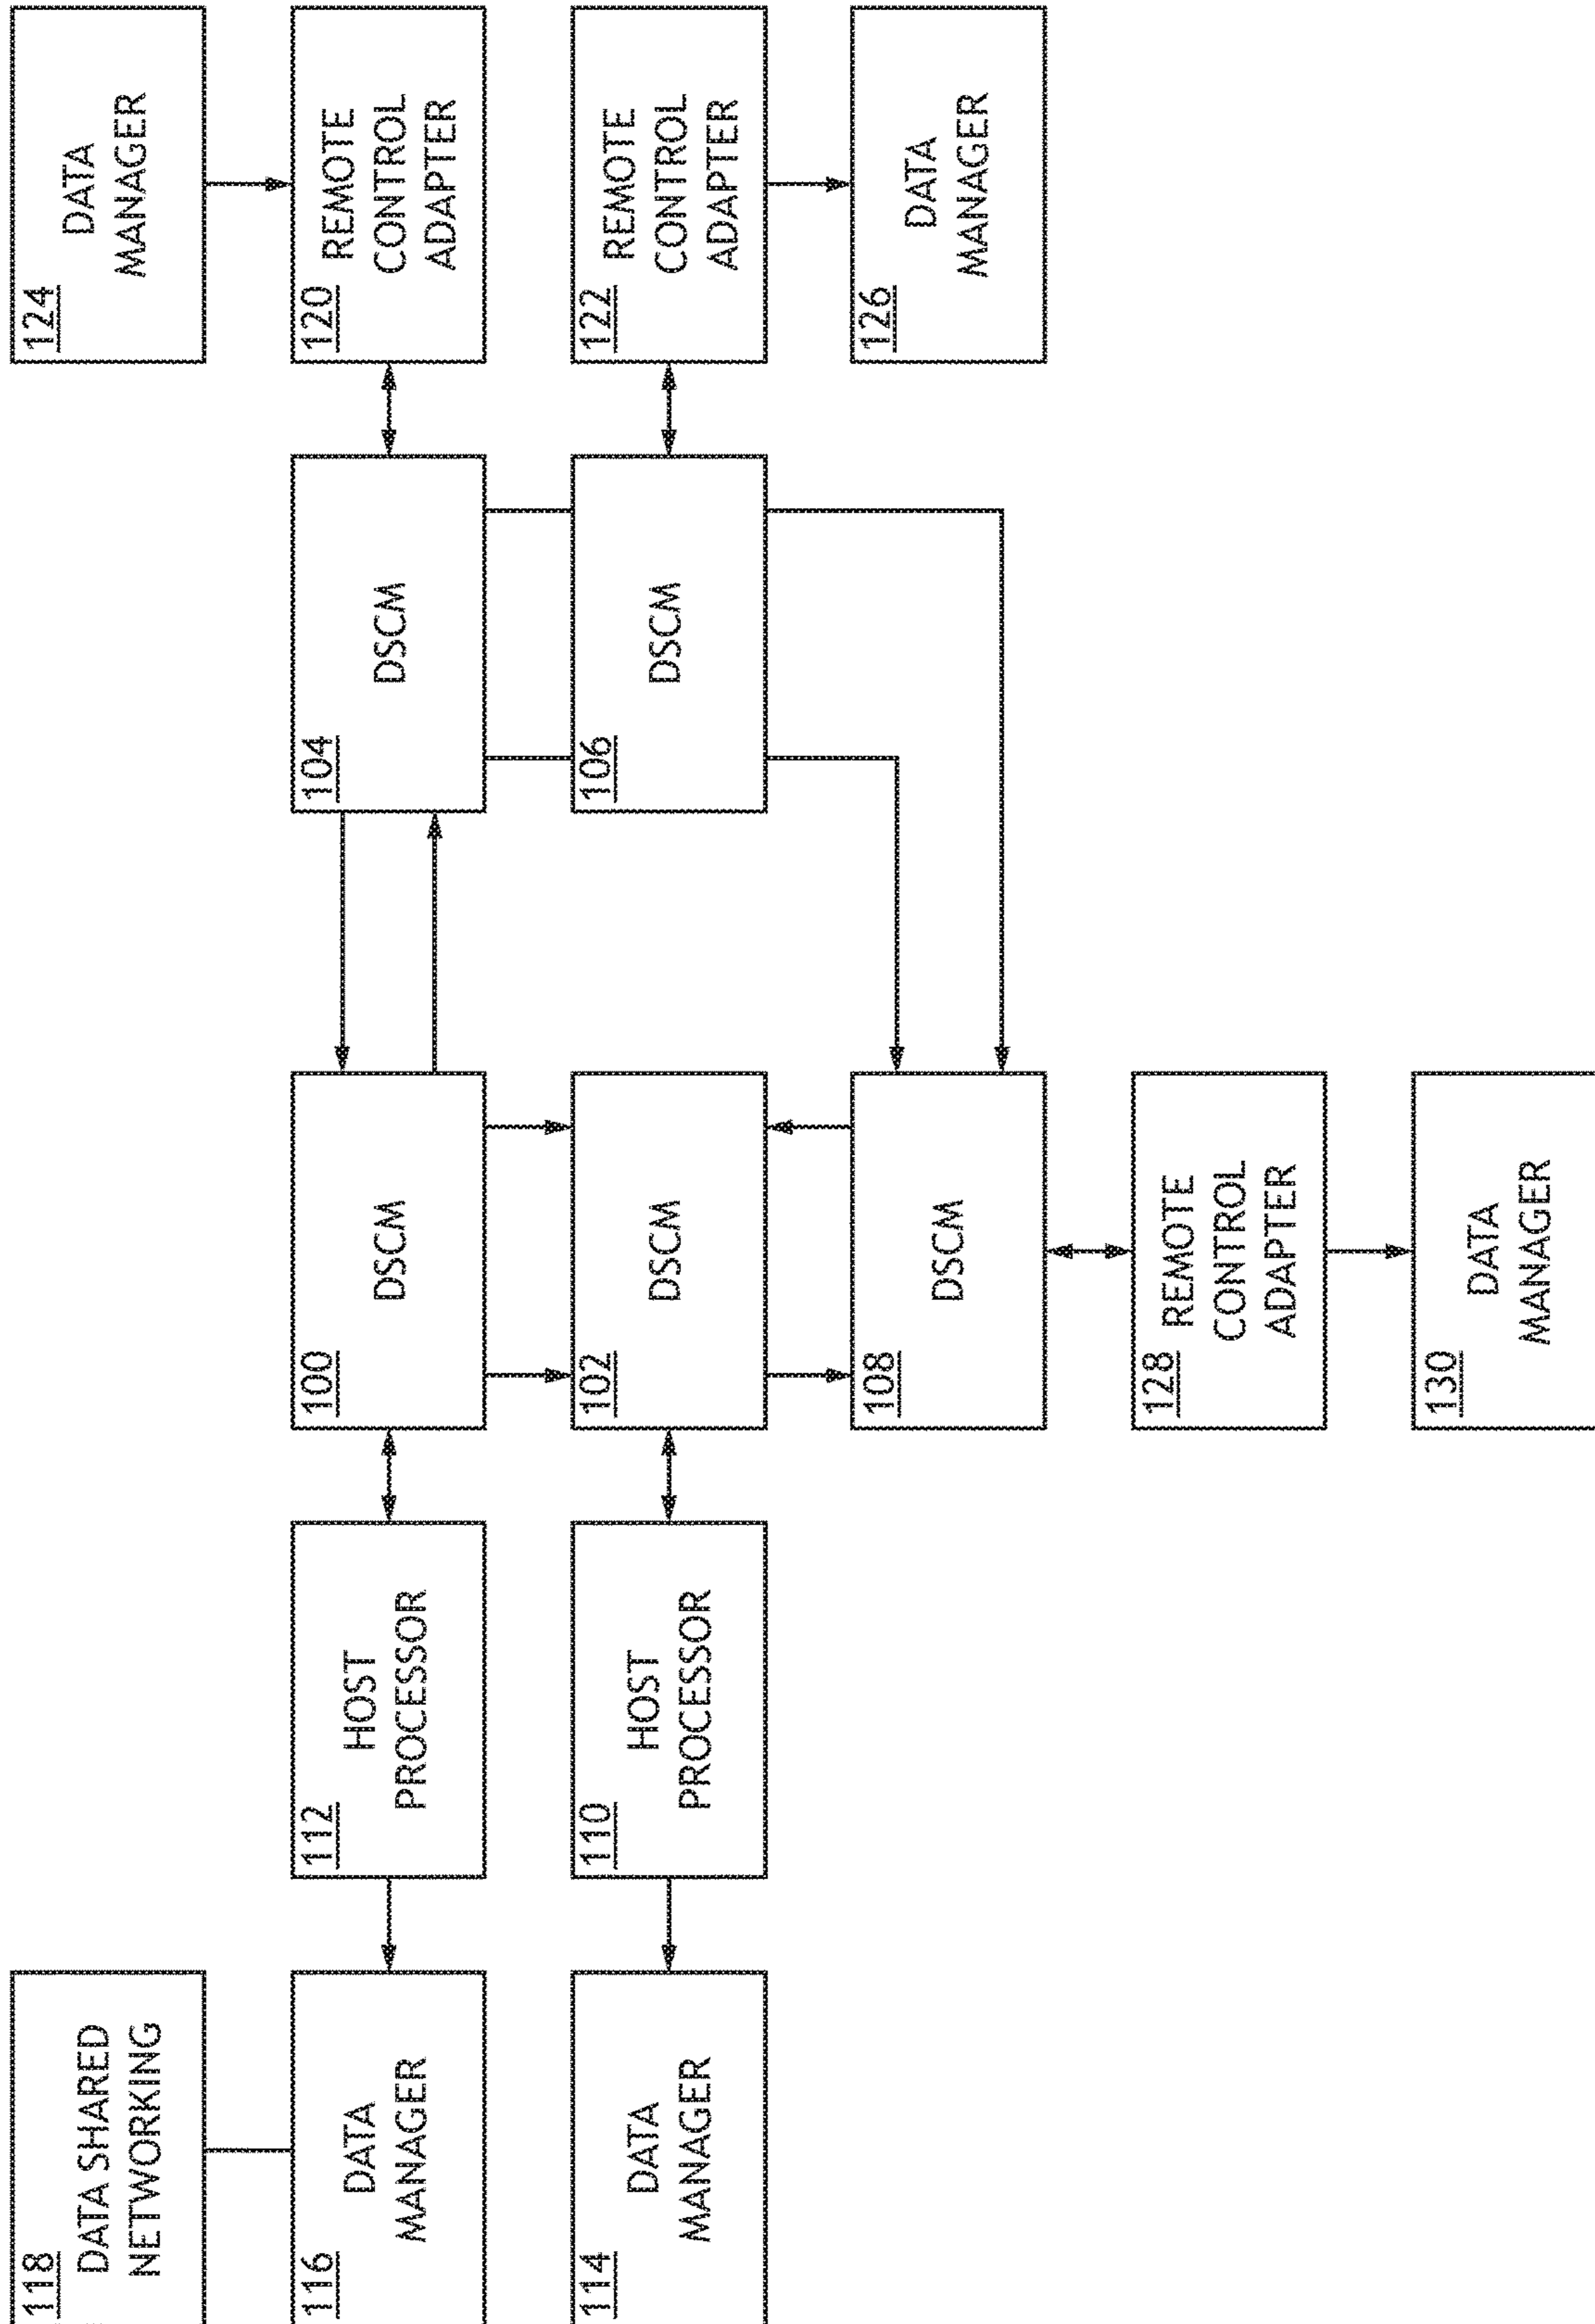 118
DATA SHARED
NETWORKING
124
DATA
MANAGER
116
DATA
MANAGER
112
HOST
PROCESSOR
100
DSCM
104
DSCM
120
REMOTE
CONTROL
ADAPTER
114
DATA
MANAGER
110
HOST
PROCESSOR
102
DSCM
106
DSCM
122
REMOTE
CONTROL
ADAPTER
108
DSCM
126
DATA
MANAGER
128
REMOTE
CONTROL
ADAPTER
130
DATA
MANAGER